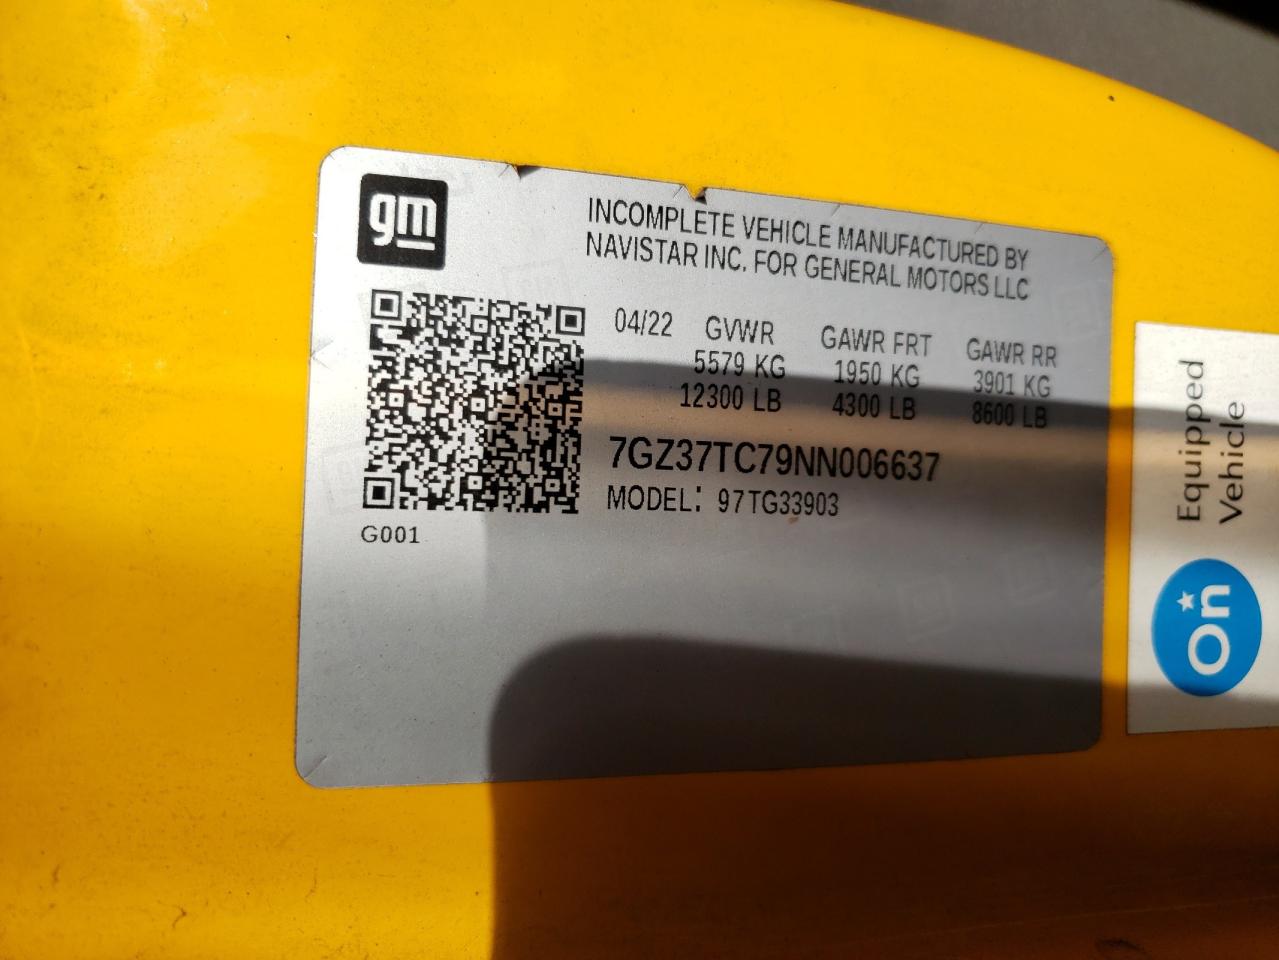 gm
INCOMPLETE VEHICLE MANUFACTURED BY
NAVISTAR INC. FOR GENERAL MOTORS LLC
04/22 GVWR GAWR FRT GAWR RR
5579 KG 1950 KG 3901 KG
12300 LB 4300 LB 8600 LB
7GZ37TC79NN006637
MODEL: 97TG33903
G001
On
Equipped
Vehicle